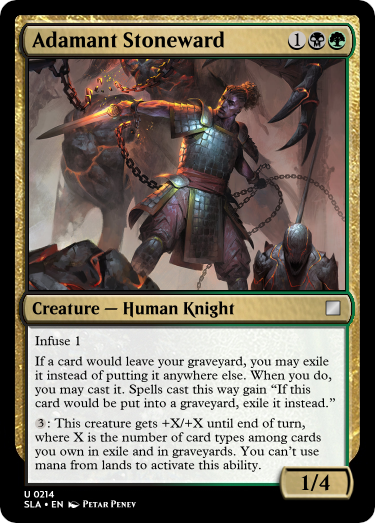 Adamant Stoneward 1
Creature — Human Knight
Infuse 1
If a card would leave your graveyard, you may exile
it instead of putting it anywhere else. When you do,
you may cast it. Spells cast this way gain “If this
card would be put into a graveyard, exile it instead.”
3: This creature gets +X/+X until end of turn,
where X is the number of card types among cards
you own in exile and in graveyards. You can’t use
mana from lands to activate this ability.
1/4
U 0214
SLA • EN Petar Penev